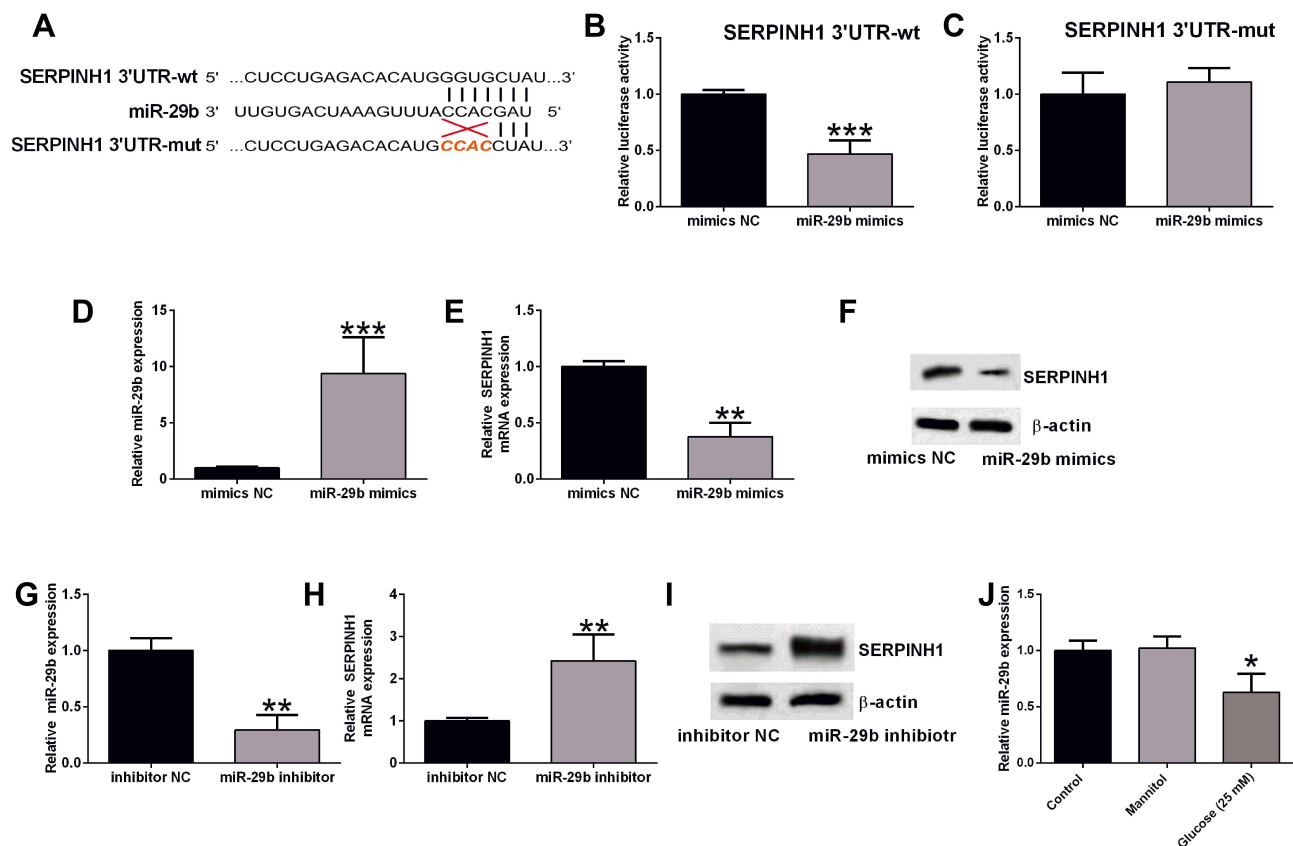 A
SERPINH1 3'UTR-wt 5' ...CUCCUGAGACACAUGGGUGCUAU...3'
miR-29b 3' UUGUGACUAAAGUUUACCACGAU 5'
SERPINH1 3'UTR-mut 5' ...CUCCUGAGACACAUGCCACCUAU...3'
B
SERPINH1 3'UTR-wt
Relative luciferase activity
1.5
1.0
0.5
0.0
***
mimics NC
miR-29b mimics
C
SERPINH1 3'UTR-mut
Relative luciferase activity
1.5
1.0
0.5
0.0
mimics NC
miR-29b mimics
D
Relative miR-29b expression
15
10
5
0
***
mimics NC
miR-29b mimics
E
Relative SERPINH1
mRNA expression
1.5
1.0
0.5
0.0
**
mimics NC
miR-29b mimics
F
SERPINH1
β-actin
mimics NC
miR-29b mimics
G
Relative miR-29b expression
1.5
1.0
0.5
0.0
**
inhibitor NC
miR-29b inhibitor
H
Relative SERPINH1
mRNA expression
4
3
2
1
0
**
inhibitor NC
miR-29b inhibitor
I
SERPINH1
β-actin
inhibitor NC
miR-29b inhibiotr
J
Relative miR-29b expression
1.5
1.0
0.5
0.0
*
Control
Mannitol
Glucose (25 mM)